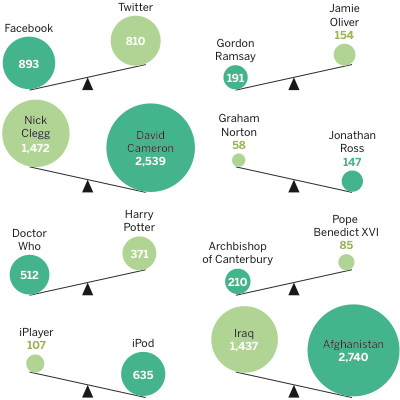 Facebook
893
Twitter
810
Gordon
Ramsay
191
Jamie
Oliver
154
Nick
Clegg
1,472
David
Cameron
2,539
Graham
Norton
58
Jonathan
Ross
147
Doctor
Who
512
Harry
Potter
371
Archbishop
of Canterbury
210
Pope
Benedict XVI
85
iPlayer
107
iPod
635
Iraq
1,437
Afghanistan
2,740